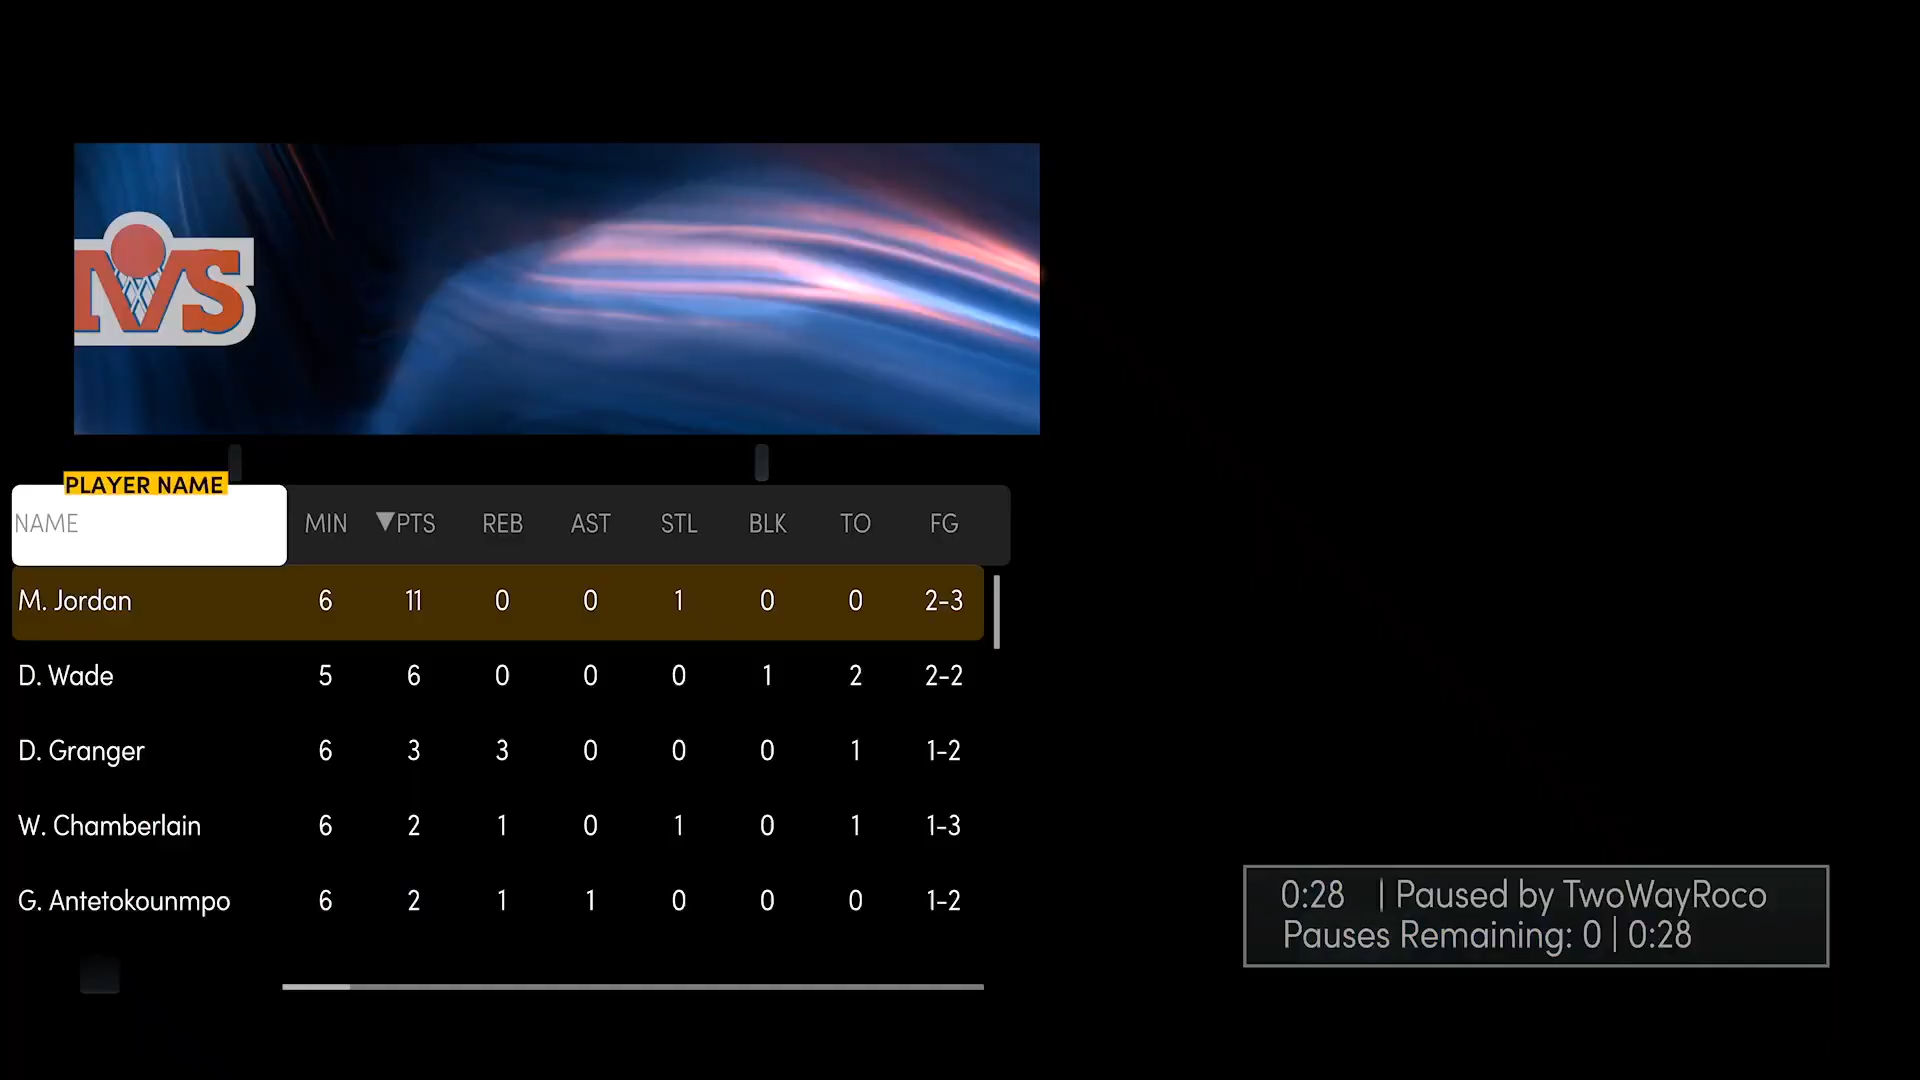 IVS
PLAYER NAME
NAME MIN ▼PTS REB AST STL BLK TO FG
M. Jordan 6 11 0 0 1 0 0 2-3
D. Wade 5 6 0 0 0 1 2 2-2
D. Granger 6 3 3 0 0 0 1 1-2
W. Chamberlain 6 2 1 0 1 0 1 1-3
G. Antetokounmpo 6 2 1 1 0 0 0 1-2
0:28 | Paused by TwoWayRoco
Pauses Remaining: 0 | 0:28